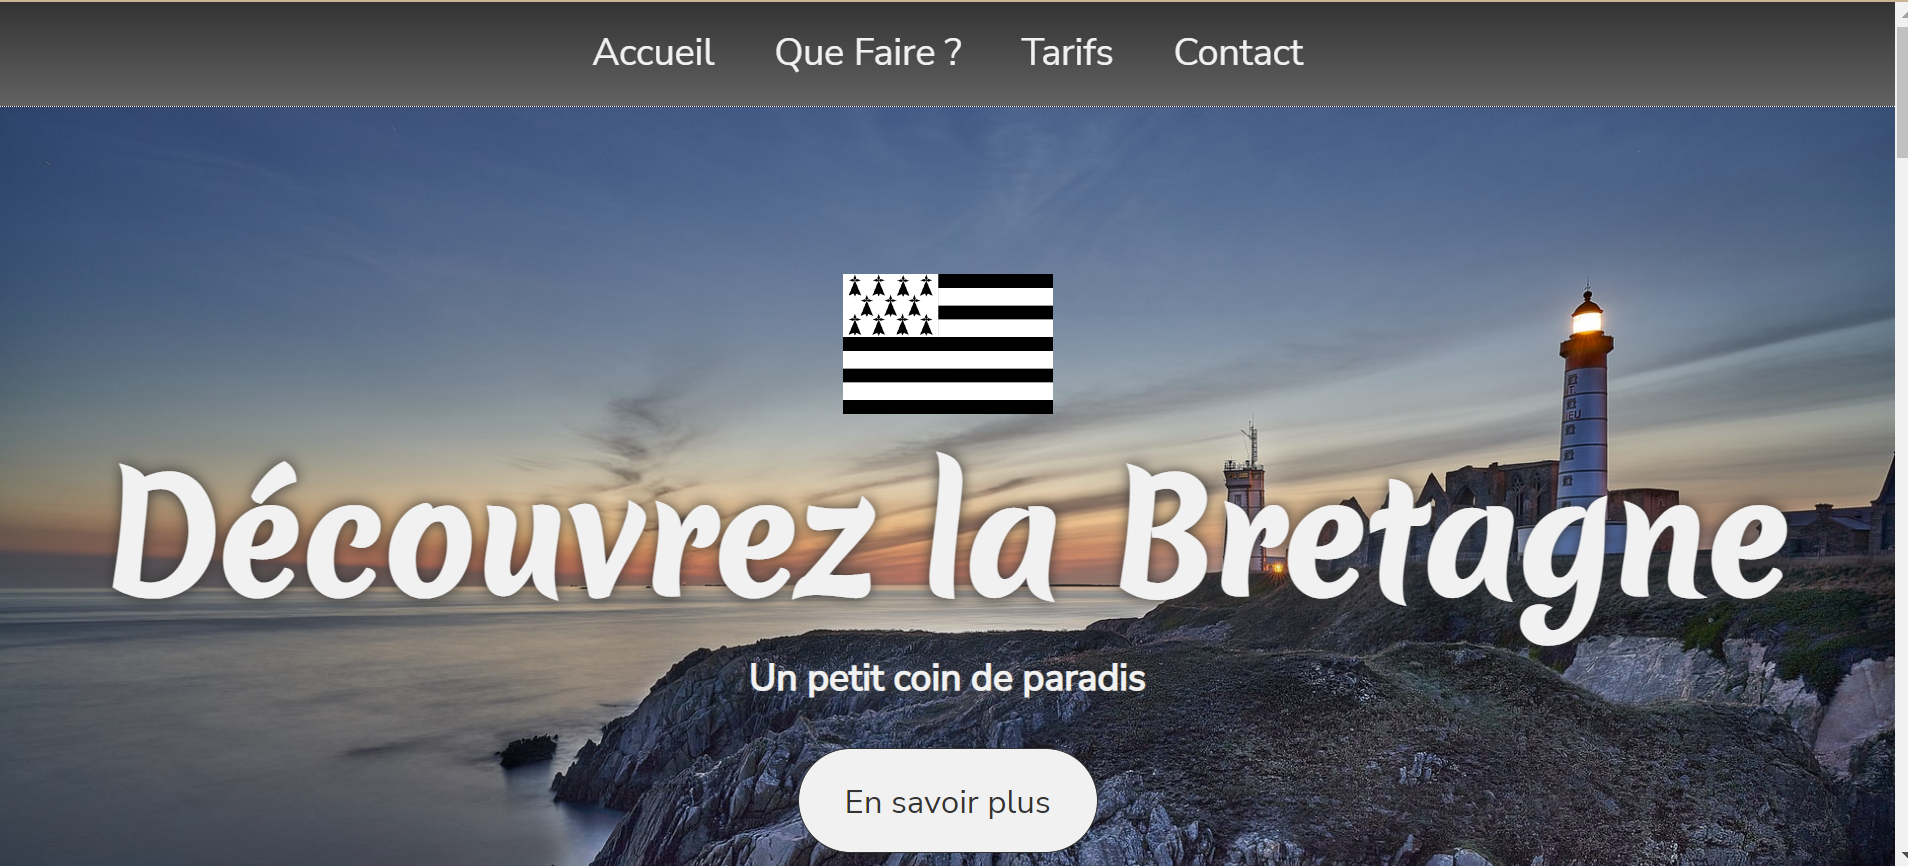 Accueil Que Faire ? Tarifs Contact
Découvrez la Bretagne
Un petit coin de paradis
En savoir plus